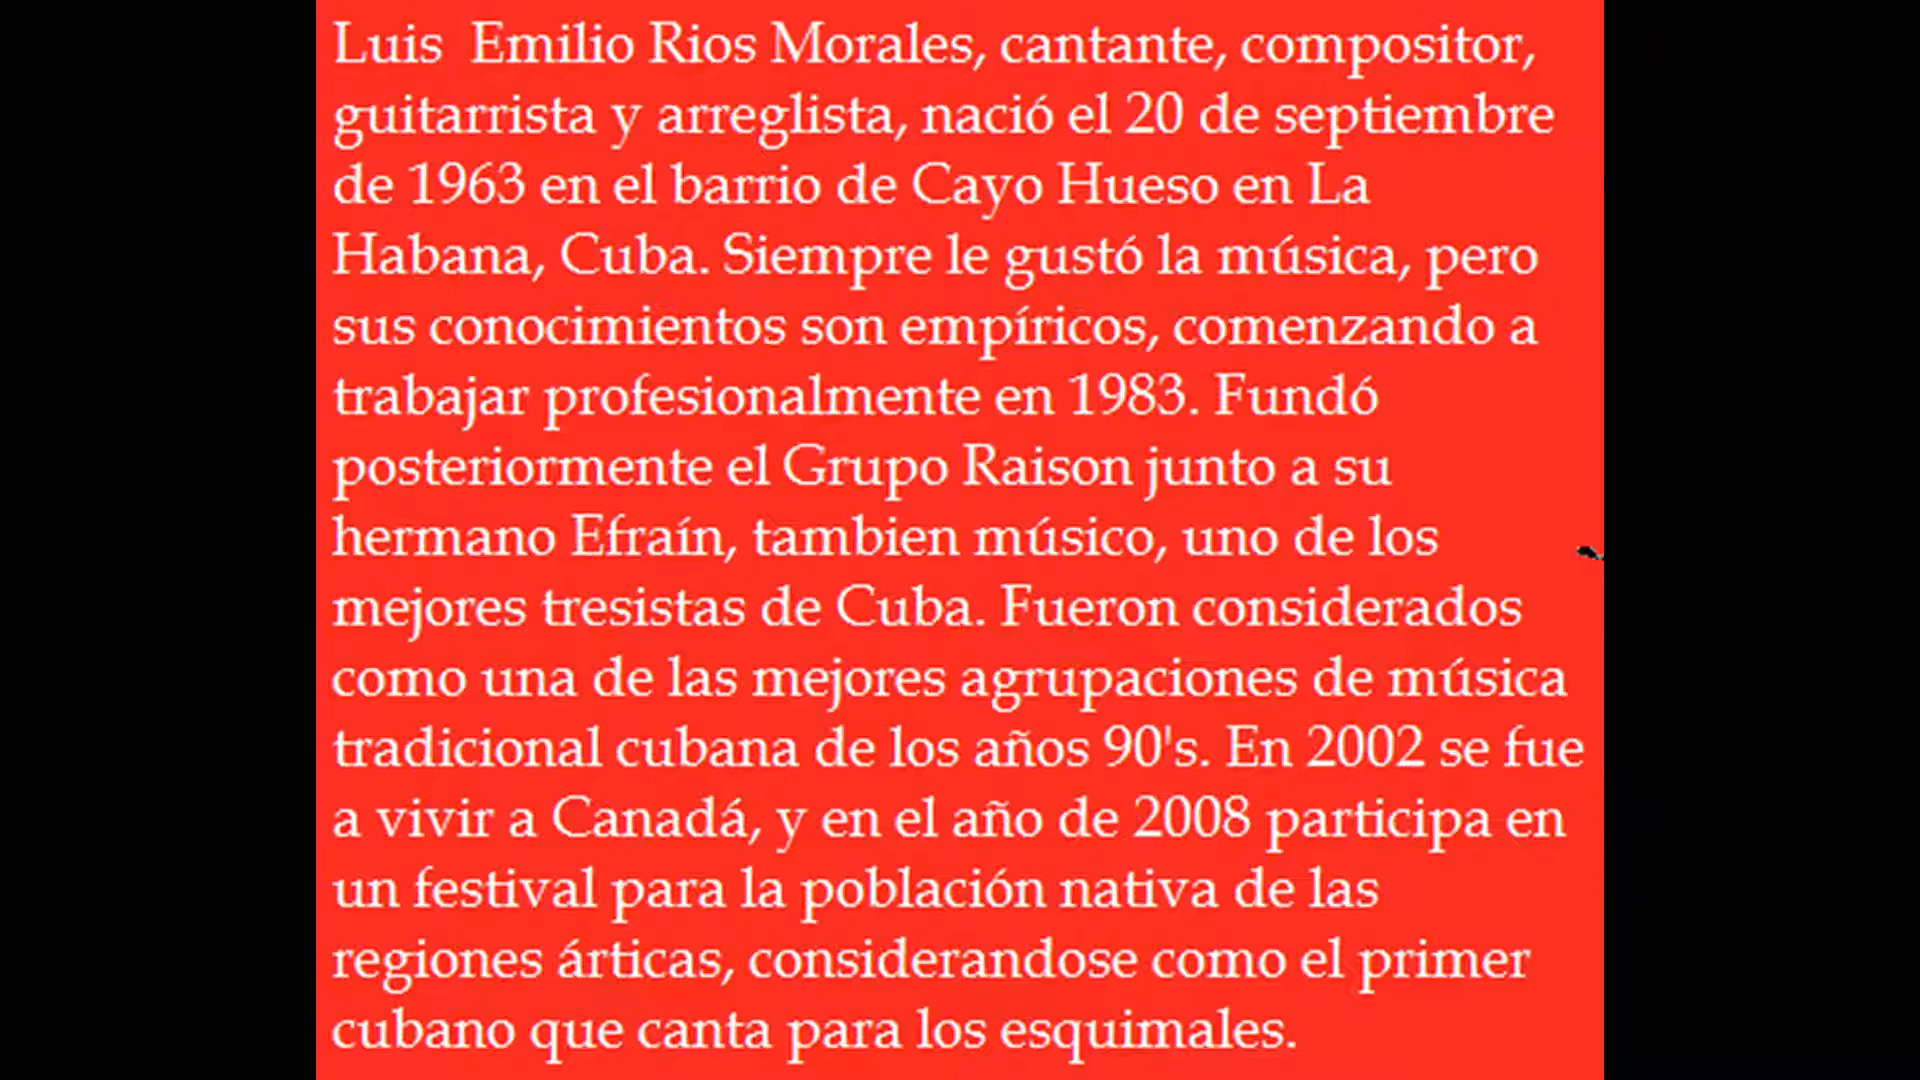 Luis  Emilio Rios Morales, cantante, compositor,
guitarrista y arreglista, nació el 20 de septiembre
de 1963 en el barrio de Cayo Hueso en La
Habana, Cuba. Siempre le gustó la música, pero
sus conocimientos son empíricos, comenzando a
trabajar profesionalmente en 1983. Fundó
posteriormente el Grupo Raison junto a su
hermano Efraín, tambien músico, uno de los
mejores tresistas de Cuba. Fueron considerados
como una de las mejores agrupaciones de música
tradicional cubana de los años 90's. En 2002 se fue
a vivir a Canadá, y en el año de 2008 participa en
un festival para la población nativa de las
regiones árticas, considerandose como el primer
cubano que canta para los esquimales.